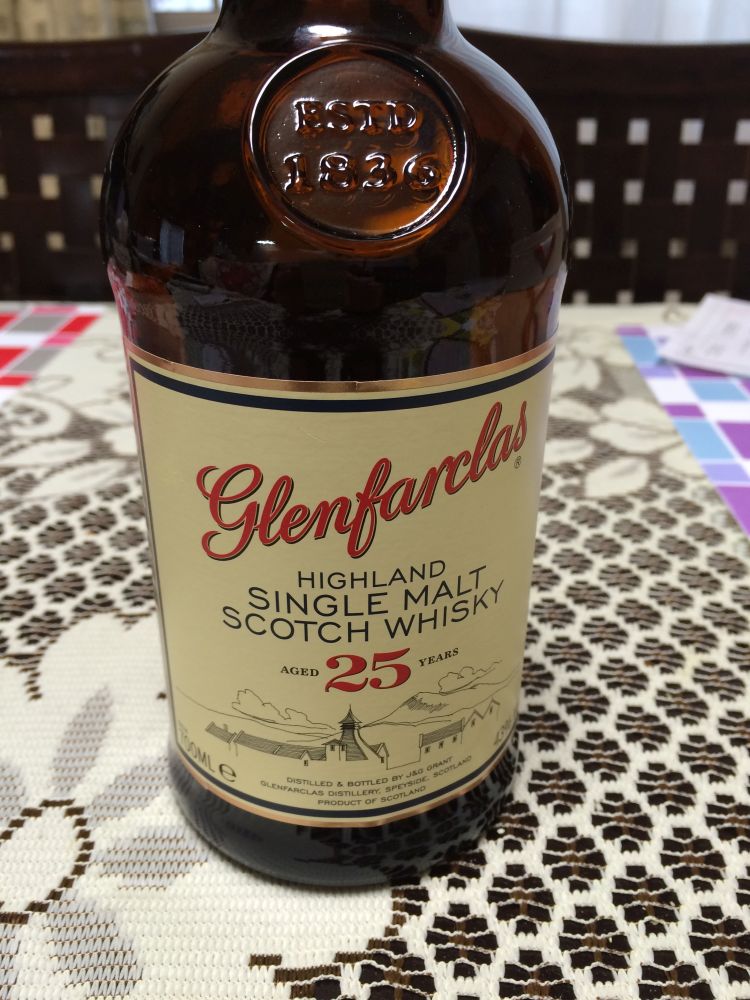 ESTD
1836
Glenfarclas®
HIGHLAND
SINGLE MALT
SCOTCH WHISKY
AGED 25 YEARS
700ML e
DISTILLED & BOTTLED BY J&G GRANT
GLENFARCLAS DISTILLERY, SPEYSIDE, SCOTLAND
PRODUCT OF SCOTLAND